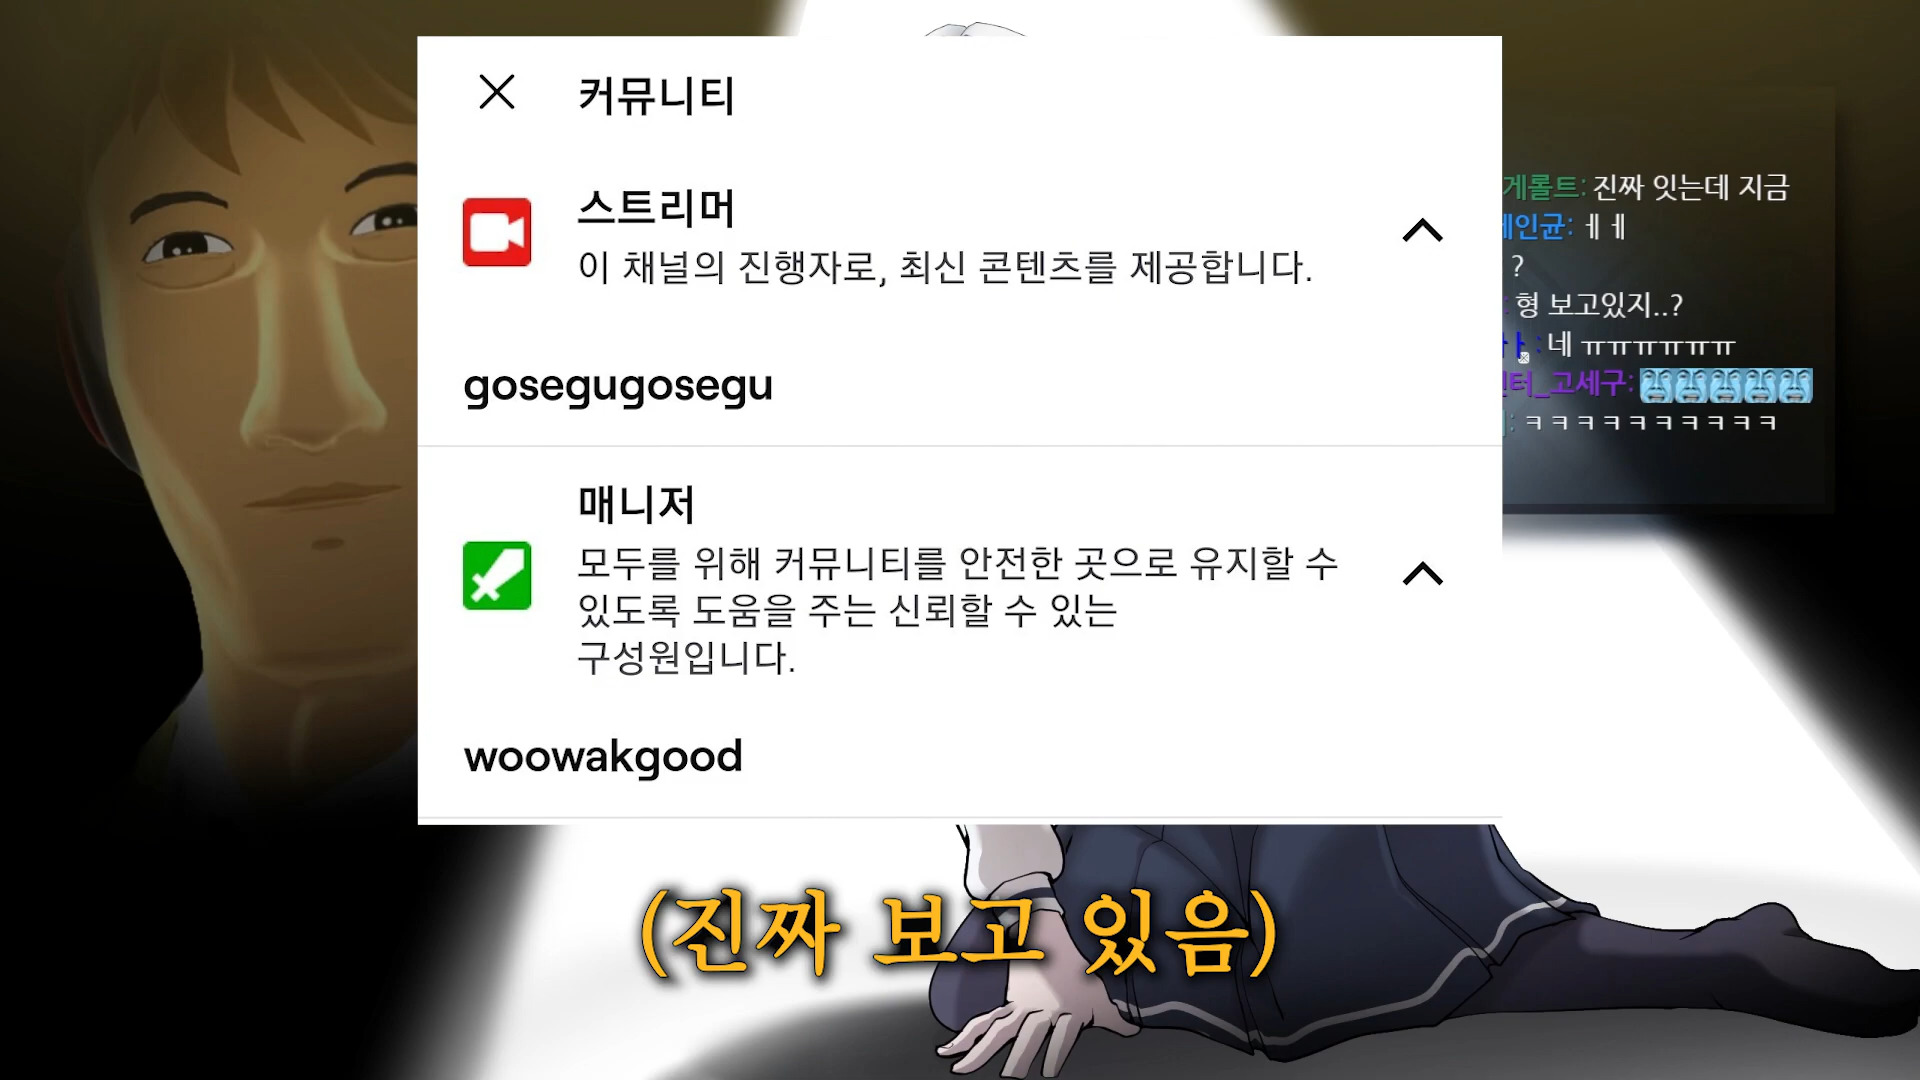 커뮤니티
스트리머
이 채널의 진행자로, 최신 콘텐츠를 제공합니다.
gosegugosegu
매니저
모두를 위해 커뮤니티를 안전한 곳으로 유지할 수
있도록 도움을 주는 신뢰할 수 있는
구성원입니다.
woowakgood
게롤트: 진짜 잇는데 지금
인균: ㅔㅔ
?
: 형 보고있지..?
: 네 ㅠㅠㅠㅠㅠㅠ
터_고세구:
: ㅋㅋㅋㅋㅋㅋㅋㅋㅋㅋ
(진짜 보고 있음)